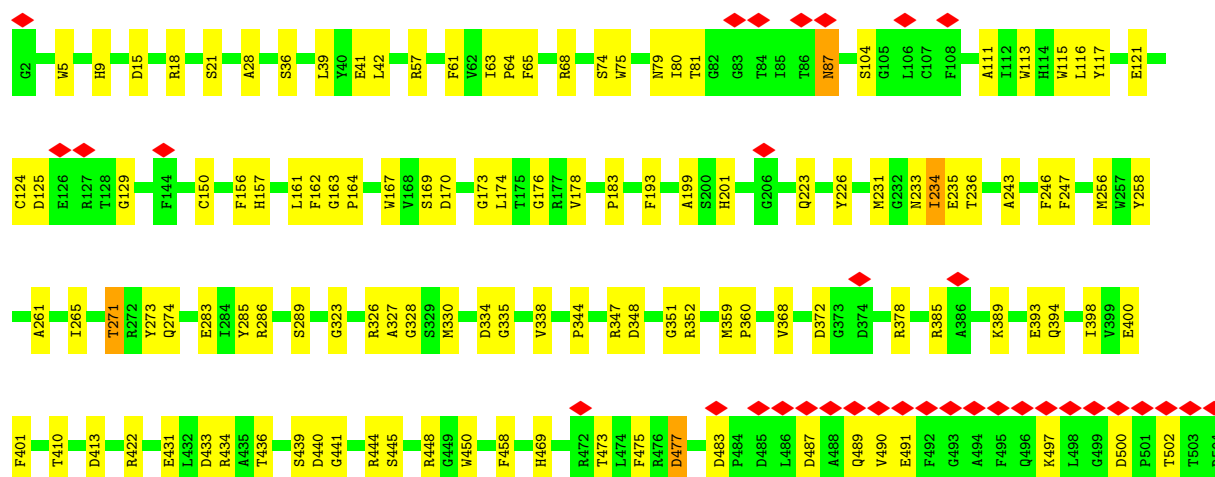 G2 W5 H9 D15 R18 S21 A28 S36 L39 Y40 E41 L42 R57 F61 V62 I63 P64 F65 R68 S74 W75 N79 I80 T81 G82 G83 T84 I85 T86 N87 S104 G105 L106 C107 F108 A111 I112 W113 H114 W115 L116 Y117 E121
C124 D125 E126 R127 T128 G129 F144 C150 F156 H157 L161 F162 G163 P164 W167 V168 S169 D170 G173 L174 T175 G176 R177 V178 P183 F193 A199 S200 H201 G206 Q223 Y226 M231 G232 N233 I234 E235 T236 A243 F246 F247 M256 W257 Y258
A261 I265 T271 R272 Y273 Q274 E283 I284 Y285 R286 S289 G323 R326 A327 G328 S329 M330 D334 G335 V338 P344 R347 D348 G351 R352 M359 P360 V368 D372 G373 D374 R378 R385 A386 K389 E393 Q394 I398 V399 E400
F401 T410 D413 R422 E431 L432 D433 R434 A435 T436 S439 D440 G441 R444 S445 R448 G449 W450 F458 H469 R472 T473 L474 F475 R476 D477 D483 P484 D485 L486 D487 A488 Q489 V490 E491 F492 G493 A494 F495 Q496 K497 L498 G499 D500 P501 T502 T503